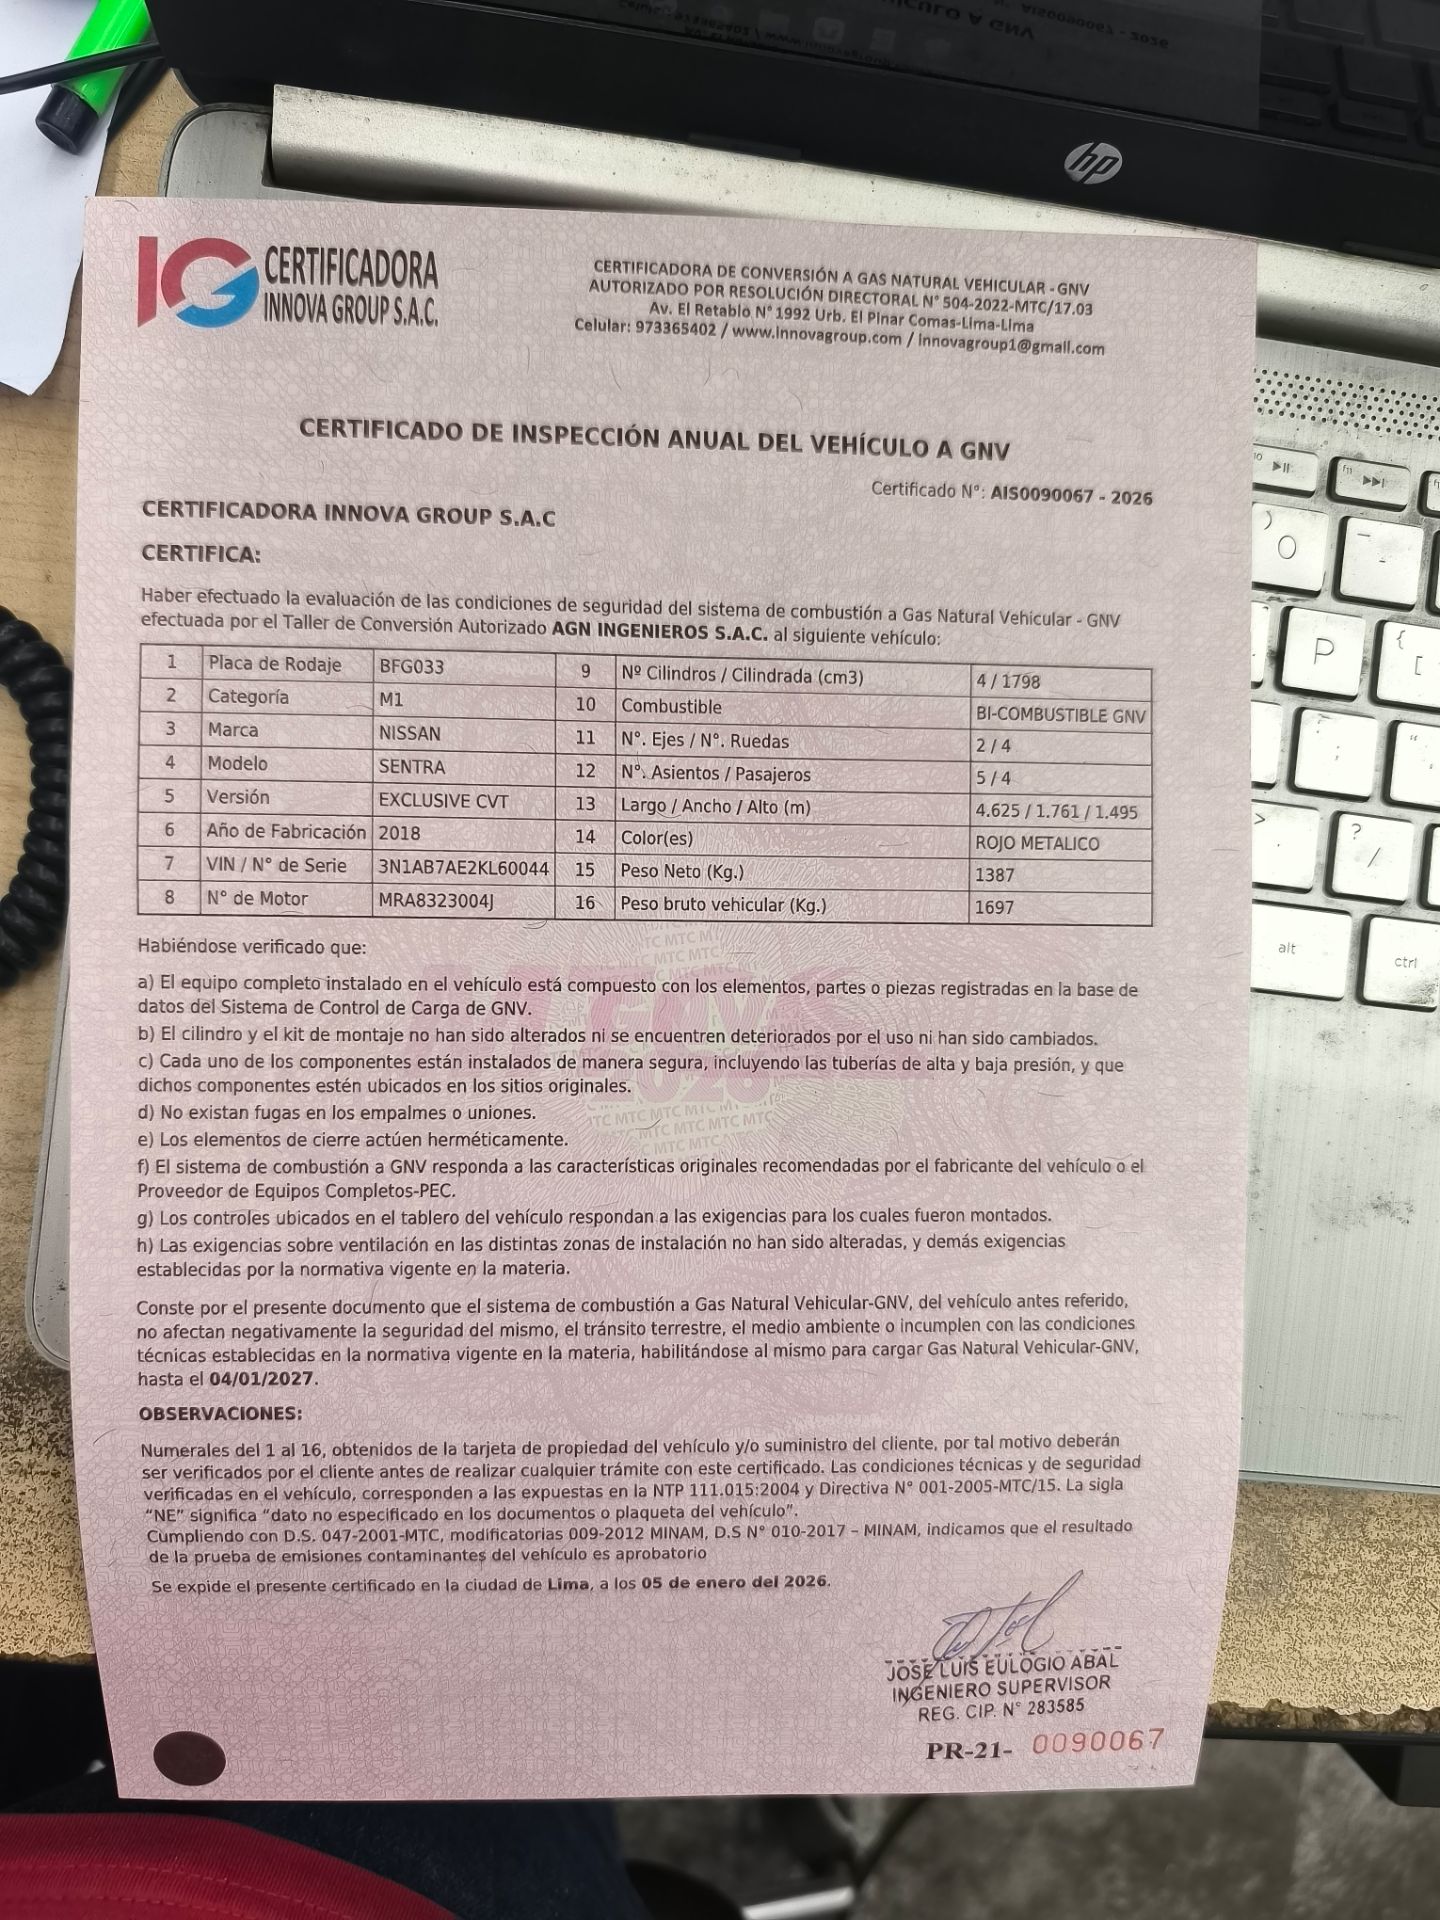 IG CERTIFICADORA
INNOVA GROUP S.A.C.
CERTIFICADORA DE CONVERSIÓN A GAS NATURAL VEHICULAR - GNV
AUTORIZADO POR RESOLUCIÓN DIRECTORAL N° 504-2022-MTC/17.03
Av. El Retablo N° 1992 Urb. El Pinar Comas-Lima-Lima
Celular: 973365402 / www.innovagroup.com / innovagroup1@gmail.com
CERTIFICADO DE INSPECCIÓN ANUAL DEL VEHÍCULO A GNV
Certificado N°: AIS0090067 - 2026
CERTIFICADORA INNOVA GROUP S.A.C
CERTIFICA:
Haber efectuado la evaluación de las condiciones de seguridad del sistema de combustión a Gas Natural Vehicular - GNV
efectuada por el Taller de Conversión Autorizado AGN INGENIEROS S.A.C. al siguiente vehículo:
1 Placa de Rodaje BFG033 9 Nº Cilindros / Cilindrada (cm3) 4 / 1798
2 Categoría M1 10 Combustible BI-COMBUSTIBLE GNV
3 Marca NISSAN 11 N°. Ejes / N°. Ruedas 2 / 4
4 Modelo SENTRA 12 N°. Asientos / Pasajeros 5 / 4
5 Versión EXCLUSIVE CVT 13 Largo / Ancho / Alto (m) 4.625 / 1.761 / 1.495
6 Año de Fabricación 2018 14 Color(es) ROJO METALICO
7 VIN / N° de Serie 3N1AB7AE2KL60044 15 Peso Neto (Kg.) 1387
8 N° de Motor MRA8323004J 16 Peso bruto vehicular (Kg.) 1697
Habiéndose verificado que:
a) El equipo completo instalado en el vehículo está compuesto con los elementos, partes o piezas registradas en la base de
datos del Sistema de Control de Carga de GNV.
b) El cilindro y el kit de montaje no han sido alterados ni se encuentren deteriorados por el uso ni han sido cambiados.
c) Cada uno de los componentes están instalados de manera segura, incluyendo las tuberías de alta y baja presión, y que
dichos componentes estén ubicados en los sitios originales.
d) No existan fugas en los empalmes o uniones.
e) Los elementos de cierre actúen herméticamente.
f) El sistema de combustión a GNV responda a las características originales recomendadas por el fabricante del vehículo o el
Proveedor de Equipos Completos-PEC.
g) Los controles ubicados en el tablero del vehículo respondan a las exigencias para los cuales fueron montados.
h) Las exigencias sobre ventilación en las distintas zonas de instalación no han sido alteradas, y demás exigencias
establecidas por la normativa vigente en la materia.
Conste por el presente documento que el sistema de combustión a Gas Natural Vehicular-GNV, del vehículo antes referido,
no afectan negativamente la seguridad del mismo, el tránsito terrestre, el medio ambiente o incumplen con las condiciones
técnicas establecidas en la normativa vigente en la materia, habilitándose al mismo para cargar Gas Natural Vehicular-GNV,
hasta el 04/01/2027.
OBSERVACIONES:
Numerales del 1 al 16, obtenidos de la tarjeta de propiedad del vehículo y/o suministro del cliente, por tal motivo deberán
ser verificados por el cliente antes de realizar cualquier trámite con este certificado. Las condiciones técnicas y de seguridad
verificadas en el vehículo, corresponden a las expuestas en la NTP 111.015:2004 y Directiva N° 001-2005-MTC/15. La sigla
“NE” significa “dato no especificado en los documentos o plaqueta del vehículo”.
Cumpliendo con D.S. 047-2001-MTC, modificatorias 009-2012 MINAM, D.S N° 010-2017 – MINAM, indicamos que el resultado
de la prueba de emisiones contaminantes del vehículo es aprobatorio
Se expide el presente certificado en la ciudad de Lima, a los 05 de enero del 2026.
JOSE LUIS EULOGIO ABAL
INGENIERO SUPERVISOR
REG. CIP. N° 283585
PR-21- 0090067
hp
P
alt
ctrl